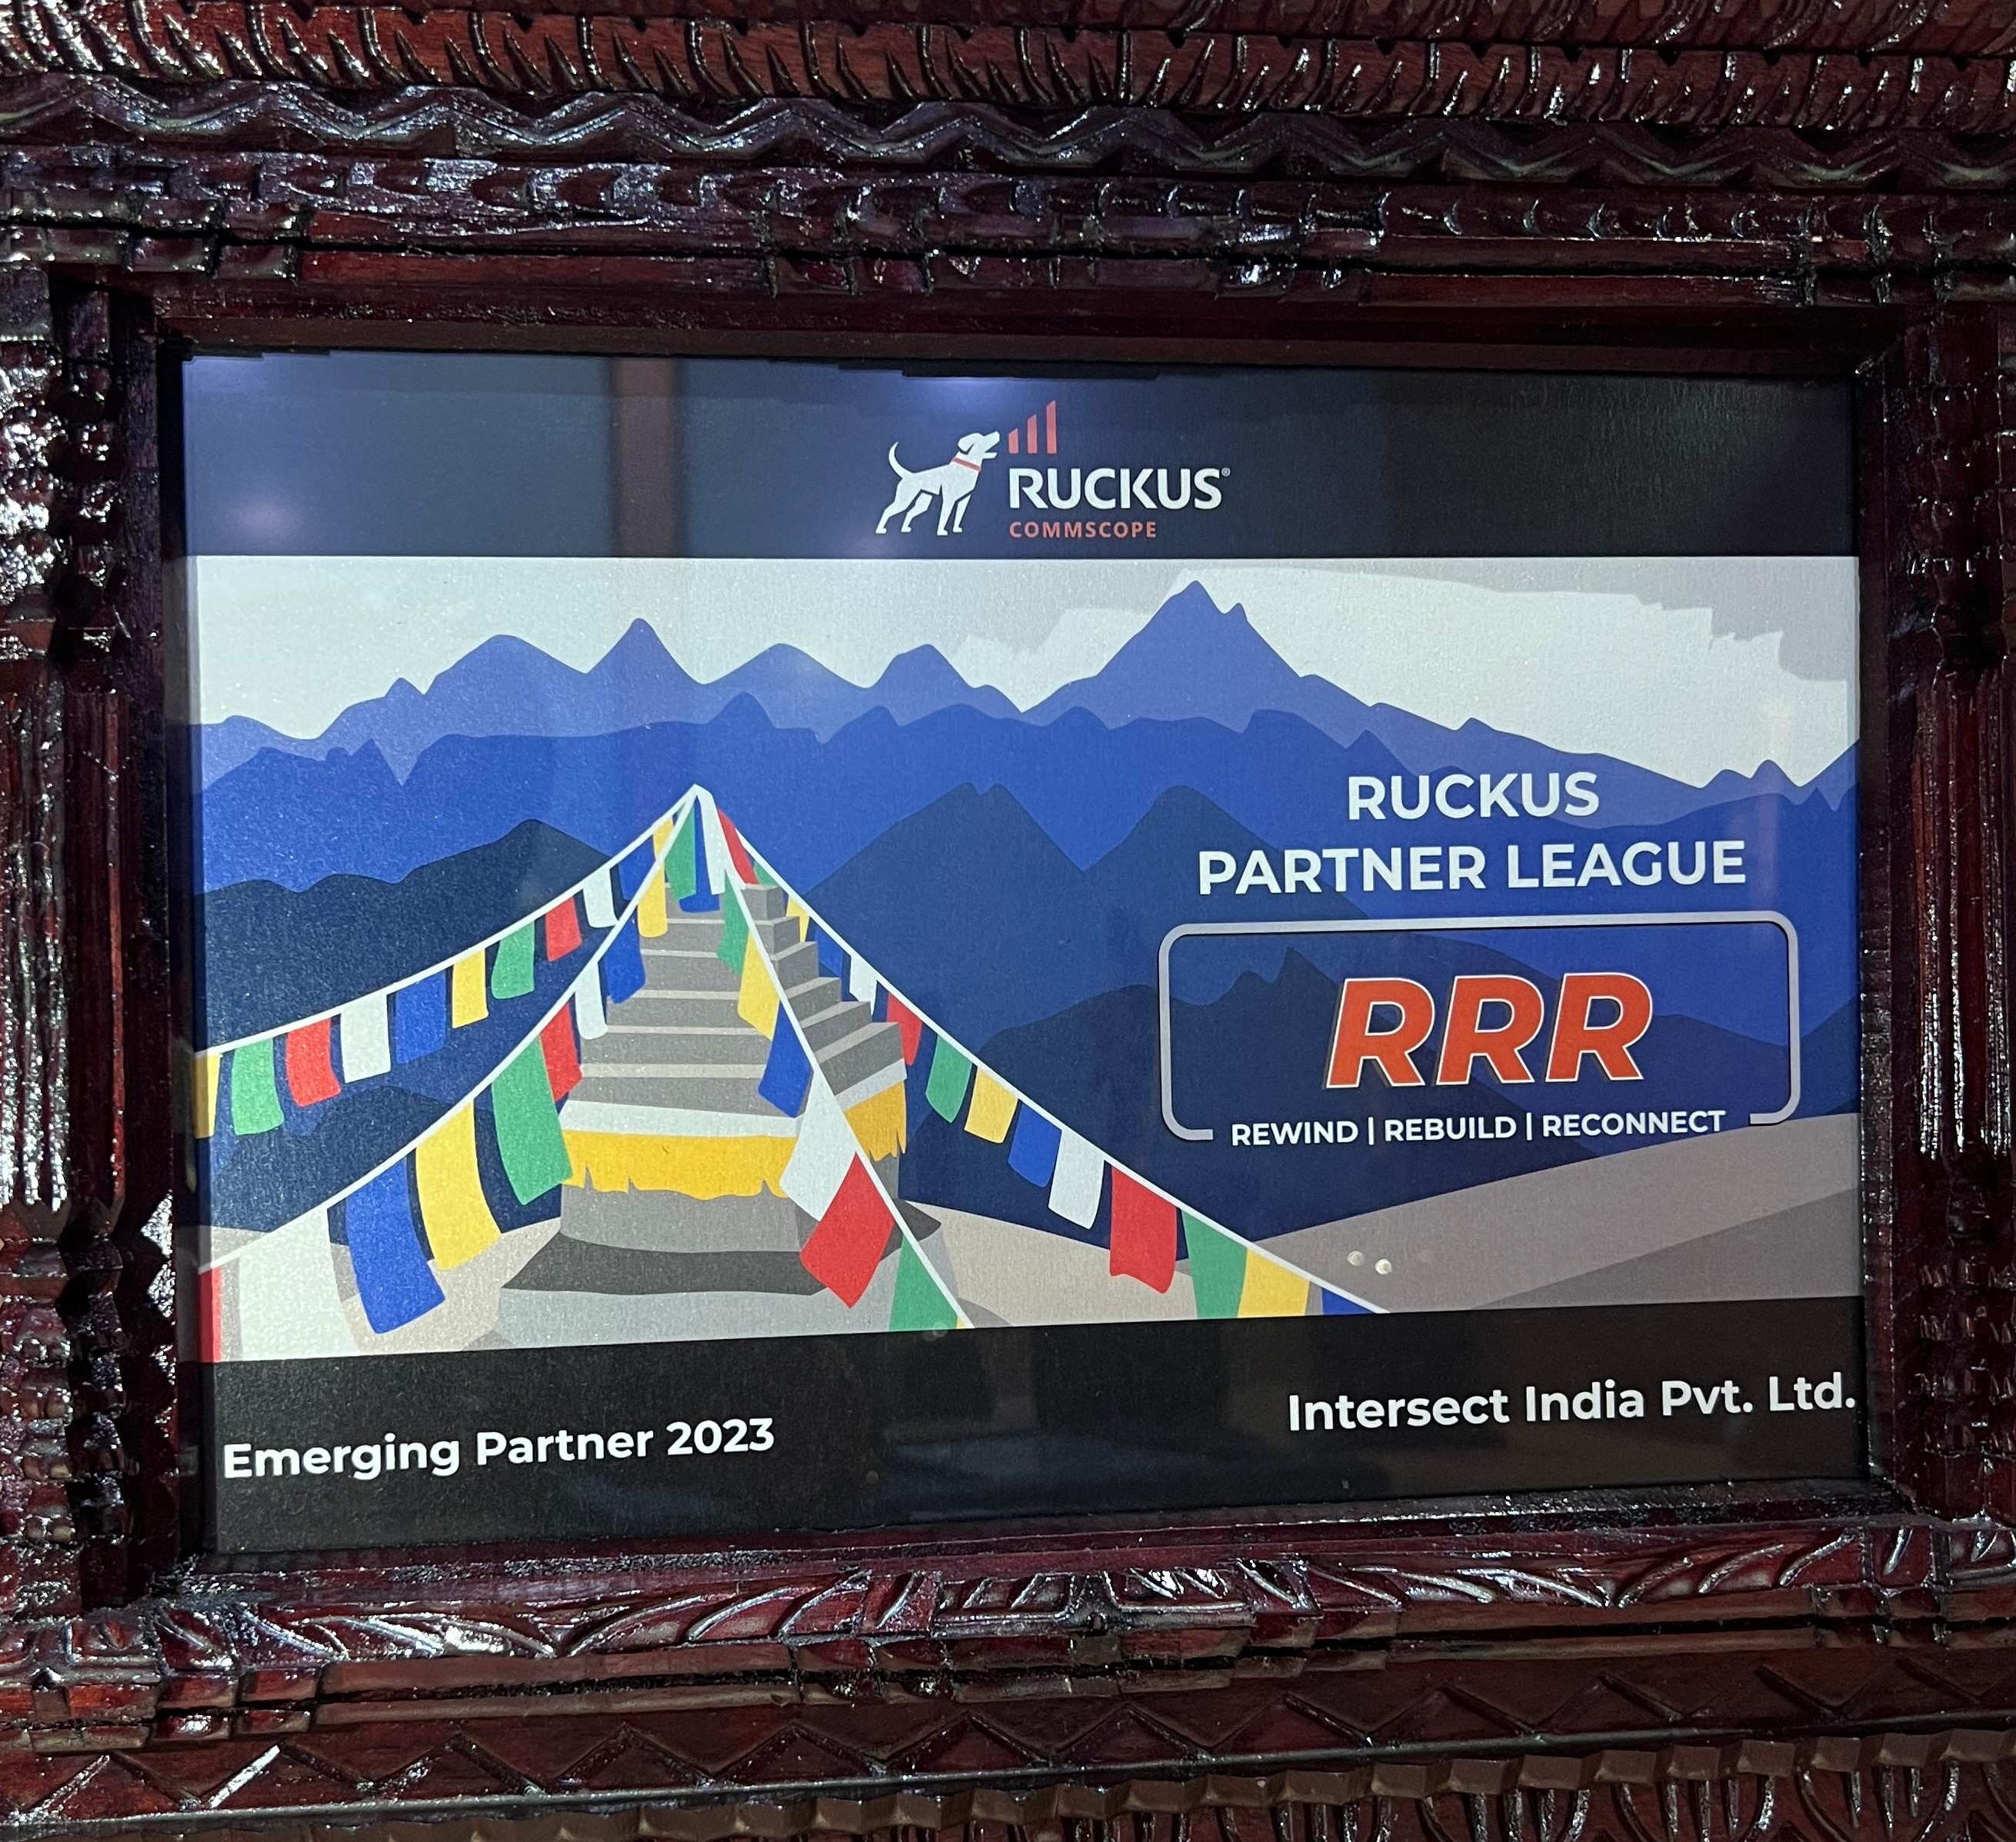 RUCKUS®
COMMSCOPE
RUCKUS
PARTNER LEAGUE
RRR
REWIND | REBUILD | RECONNECT
Emerging Partner 2023
Intersect India Pvt. Ltd.